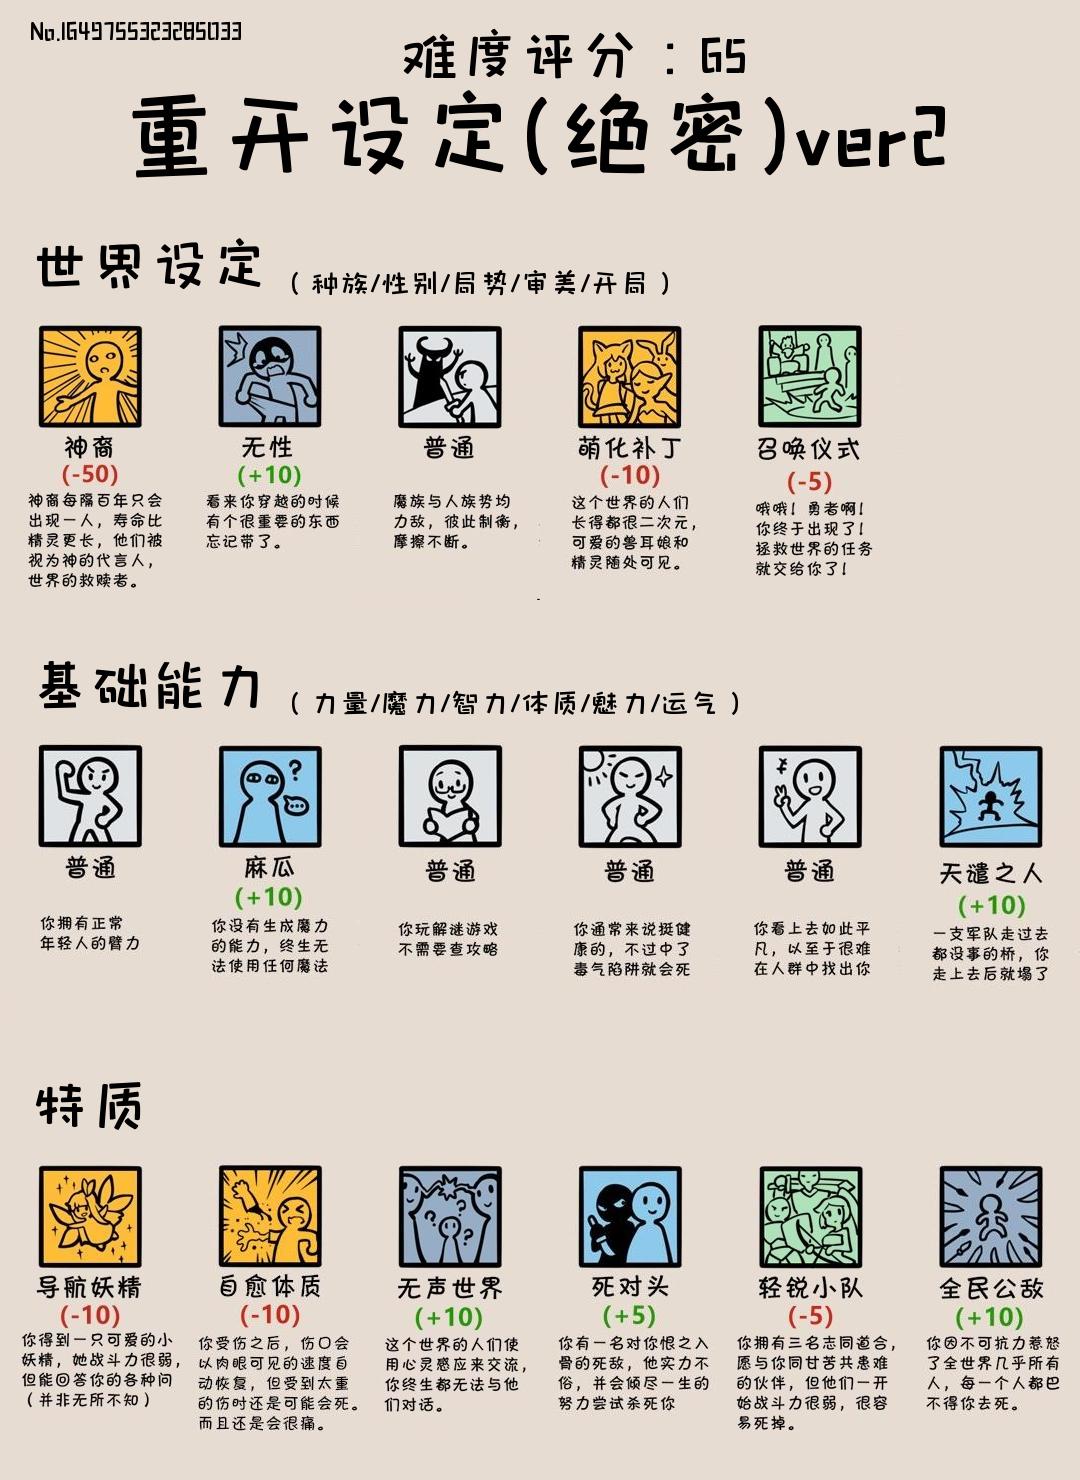 No.1649755323285033
难度评分：65
重开设定(绝密)ver2
世界设定 （种族/性别/局势/审美/开局）
神裔
(-50)
神裔每隔百年只会
出现一人，寿命比
精灵更长，他们被
视为神的代言人，
世界的救赎者。
无性
(+10)
看来你穿越的时候
有个很重要的东西
忘记带了。
普通
魔族与人族势均
力敌，彼此制衡，
摩擦不断。
萌化补丁
(-10)
这个世界的人们
长得都很二次元，
可爱的兽耳娘和
精灵随处可见。
召唤仪式
(-5)
哦哦！勇者啊！
你终于出现了！
拯救世界的任务
就交给你了！
基础能力 （力量/魔力/智力/体质/魅力/运气）
普通
你拥有正常
年轻人的臂力
麻瓜
(+10)
你没有生成魔力
的能力，终生无
法使用任何魔法
普通
你玩解谜游戏
不需要查攻略
普通
你通常来说挺健
康的，不过中了
毒气陷阱就会死
普通
你看上去如此平
凡，以至于很难
在人群中找出你
天谴之人
(+10)
一支军队走过去
都没事的桥，你
走上去后就塌了
特质
导航妖精
(-10)
你得到一只可爱的小
妖精，她战斗力很弱，
但能回答你的各种问
（并非无所不知）
自愈体质
(-10)
你受伤之后，伤口会
以肉眼可见的速度自
动恢复，但受到太重
的伤时还是可能会死。
而且还是会很痛。
无声世界
(+10)
这个世界的人们使
用心灵感应来交流，
你终生都无法与他
们对话。
死对头
(+5)
你有一名对你恨之入
骨的死敌，他实力不
俗，并会倾尽一生的
努力尝试杀死你
轻锐小队
(-5)
你拥有三名志同道合，
愿与你同甘苦共患难
的伙伴，但他们一开
始战斗力很弱，很容
易死掉。
全民公敌
(+10)
你因不可抗力惹怒
了全世界几乎所有
人，每一个人都巴
不得你去死。